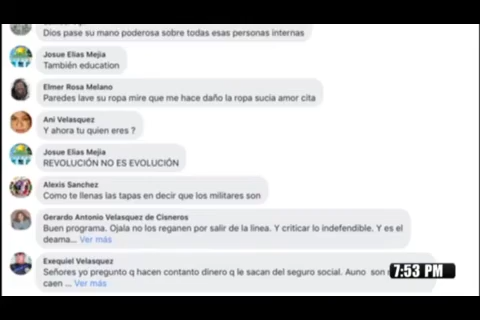 Dios pase su mano poderosa sobre todas esas personas internas
Josue Elias Mejia
También education
Elmer Rosa Melano
Paredes lave su ropa mire que me hace daño la ropa sucia amor cita
Ani Velasquez
Y ahora tu quien eres ?
Josue Elias Mejia
REVOLUCIÓN NO ES EVOLUCIÓN
Alexis Sanchez
Como te llenas las tapas en decir que los militares son
Gerardo Antonio Velasquez de Cisneros
Buen programa. Ojala no los regañen por salir de la linea. Y criticar lo indefendible. Y es el
deama... Ver más
Exequiel Velasquez
Señores yo pregunto q hacen contanto dinero q le sacan del seguro social. Auno son
caen ... Ver más
7:53 PM